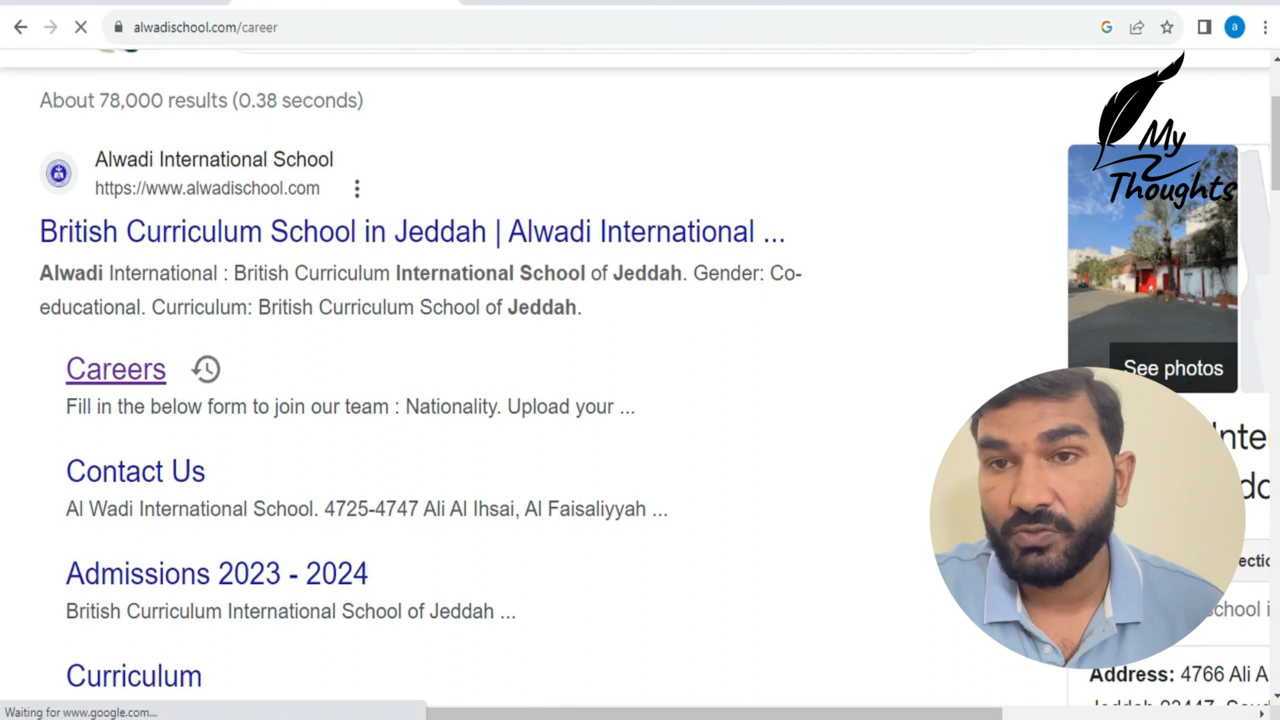 alwadischool.com/career
a
About 78,000 results (0.38 seconds)
My
Thoughts
Alwadi International School
https://www.alwadischool.com
British Curriculum School in Jeddah | Alwadi International ...
Alwadi International : British Curriculum International School of Jeddah. Gender: Co-
educational. Curriculum: British Curriculum School of Jeddah.
Careers
Fill in the below form to join our team : Nationality. Upload your ...
See photos
Contact Us
Al Wadi International School. 4725-4747 Ali Al Ihsai, Al Faisaliyyah ...
Admissions 2023 - 2024
British Curriculum International School of Jeddah ...
Curriculum
Address: 4766 Ali A
Waiting for www.google.com...